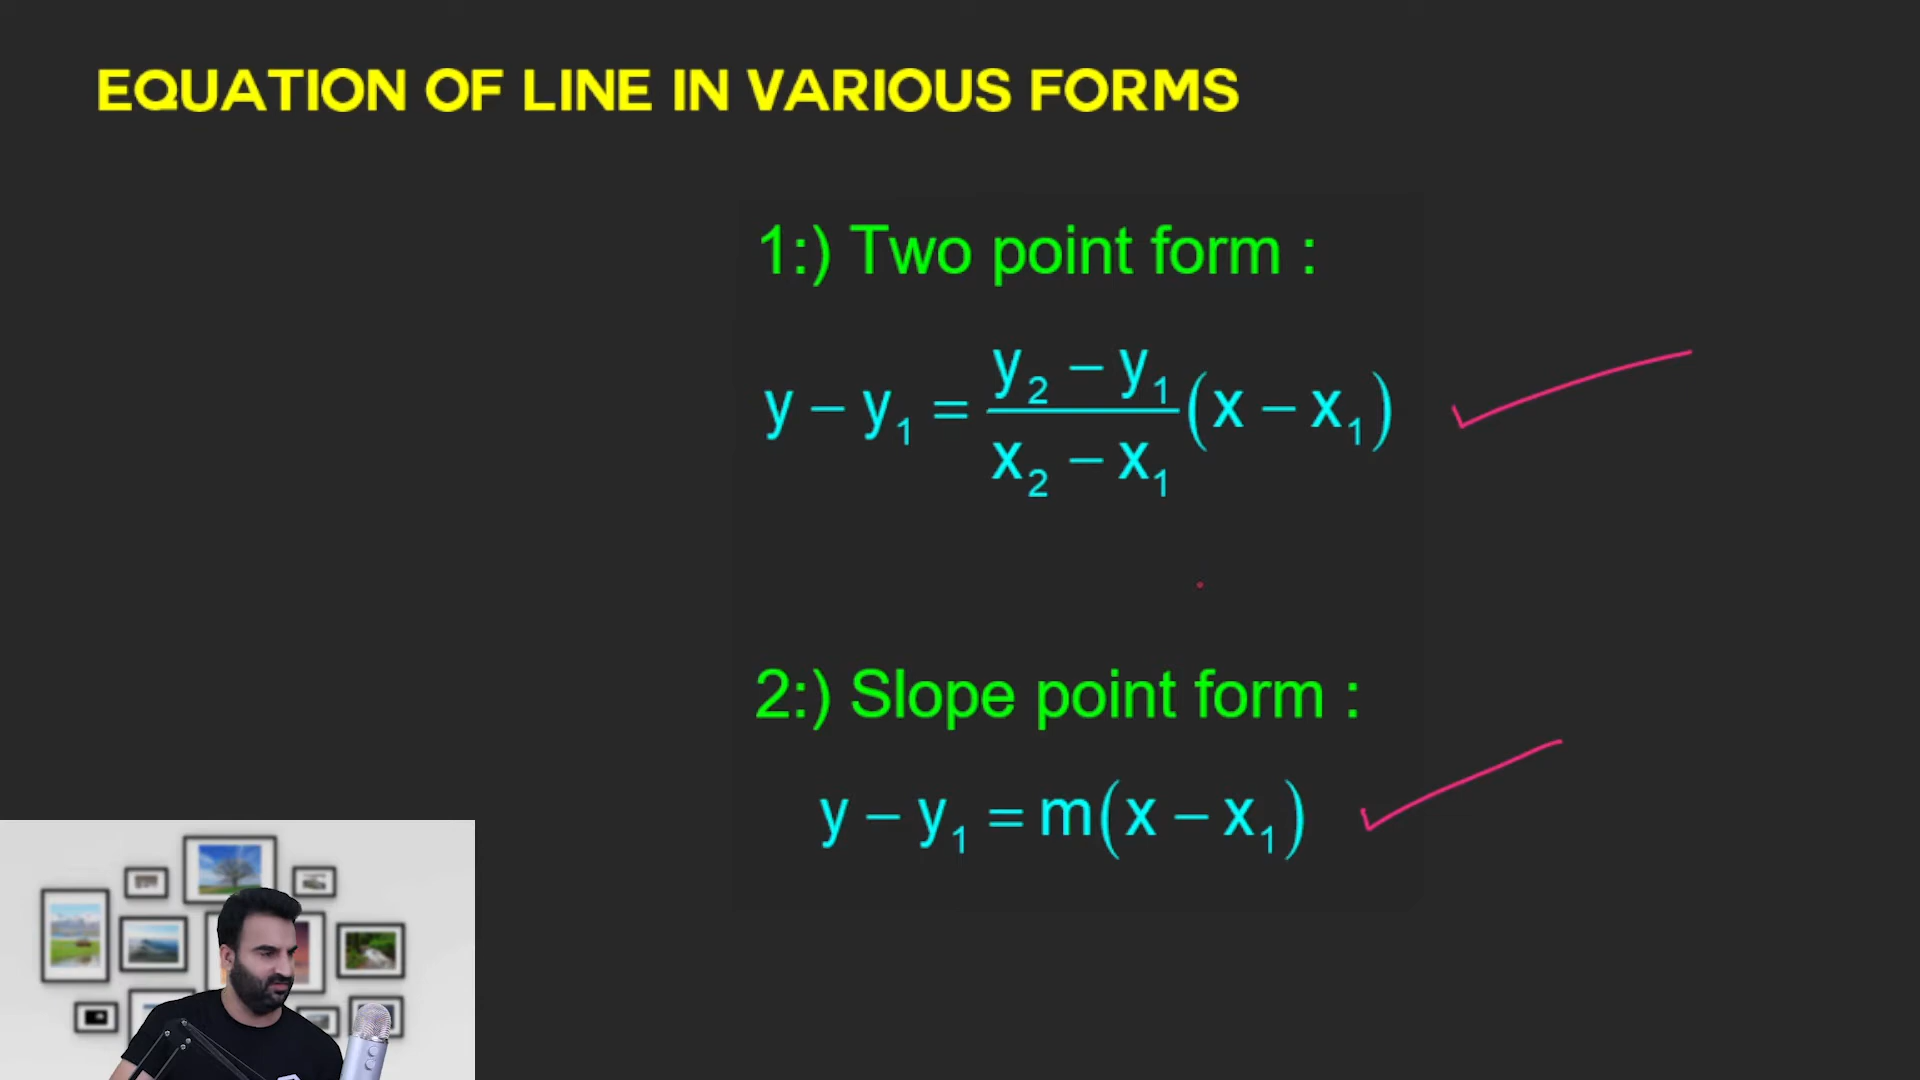 EQUATION OF LINE IN VARIOUS FORMS
1:) Two point form :
y − y₁ = (y₂ − y₁)/(x₂ − x₁) (x − x₁)
2:) Slope point form :
y − y₁ = m(x − x₁)